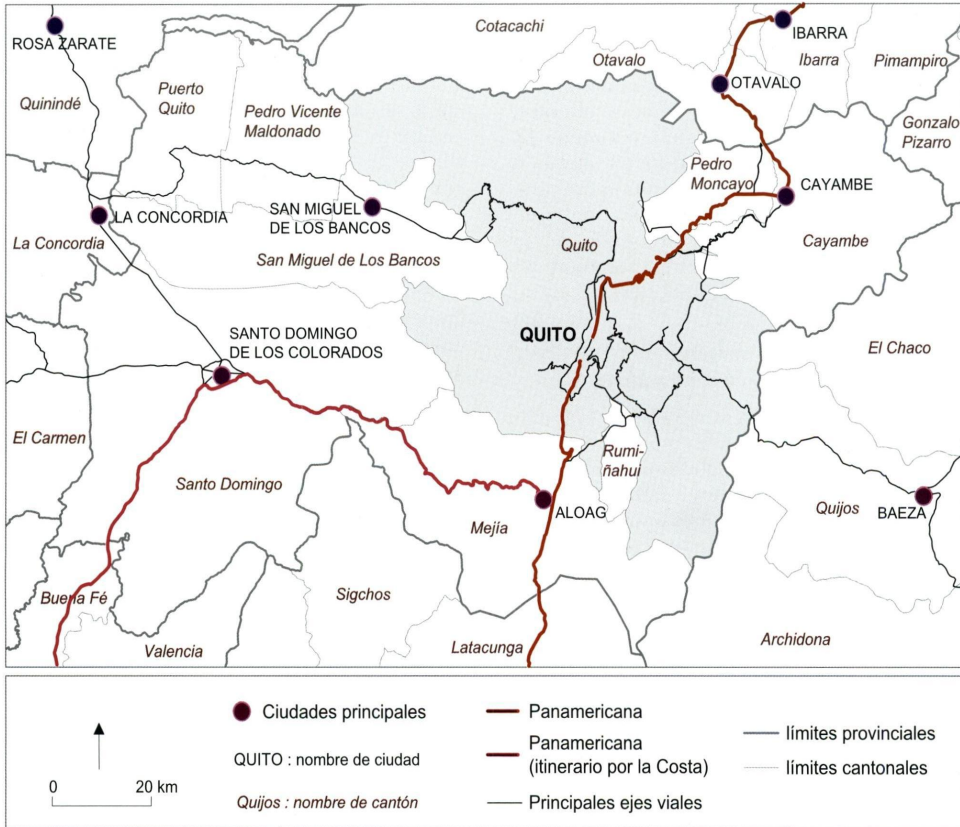 ROSA ZARATE
Cotacachi
IBARRA
Ibarra
Pimampiro
Otavalo
OTAVALO
Quinindé
Puerto
Quito
Pedro Vicente
Maldonado
Gonzalo
Pizarro
Pedro
Moncayo
CAYAMBE
LA CONCORDIA
SAN MIGUEL
DE LOS BANCOS
La Concordia
San Miguel de Los Bancos
Quito
Cayambe
SANTO DOMINGO
DE LOS COLORADOS
QUITO
El Chaco
El Carmen
Santo Domingo
Rumi-
ñahui
ALOAG
Mejía
Quijos
BAEZA
Buena Fé
Sigchos
Valencia
Latacunga
Archidona
Ciudades principales
QUITO : nombre de ciudad
Quijos : nombre de cantón
Panamericana
Panamericana
(itinerario por la Costa)
Principales ejes viales
límites provinciales
límites cantonales
0 20 km